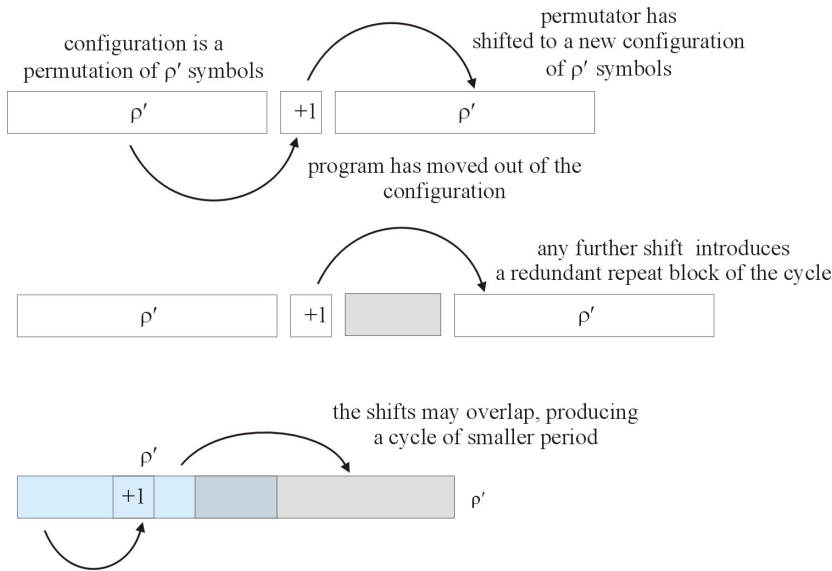 configuration is a
permutation of ρ′ symbols
permutator has
shifted to a new configuration
of ρ′ symbols
ρ′
+1
ρ′
program has moved out of the
configuration
any further shift introduces
a redundant repeat block of the cycle
ρ′
+1
ρ′
the shifts may overlap, producing
a cycle of smaller period
ρ′
+1
ρ′